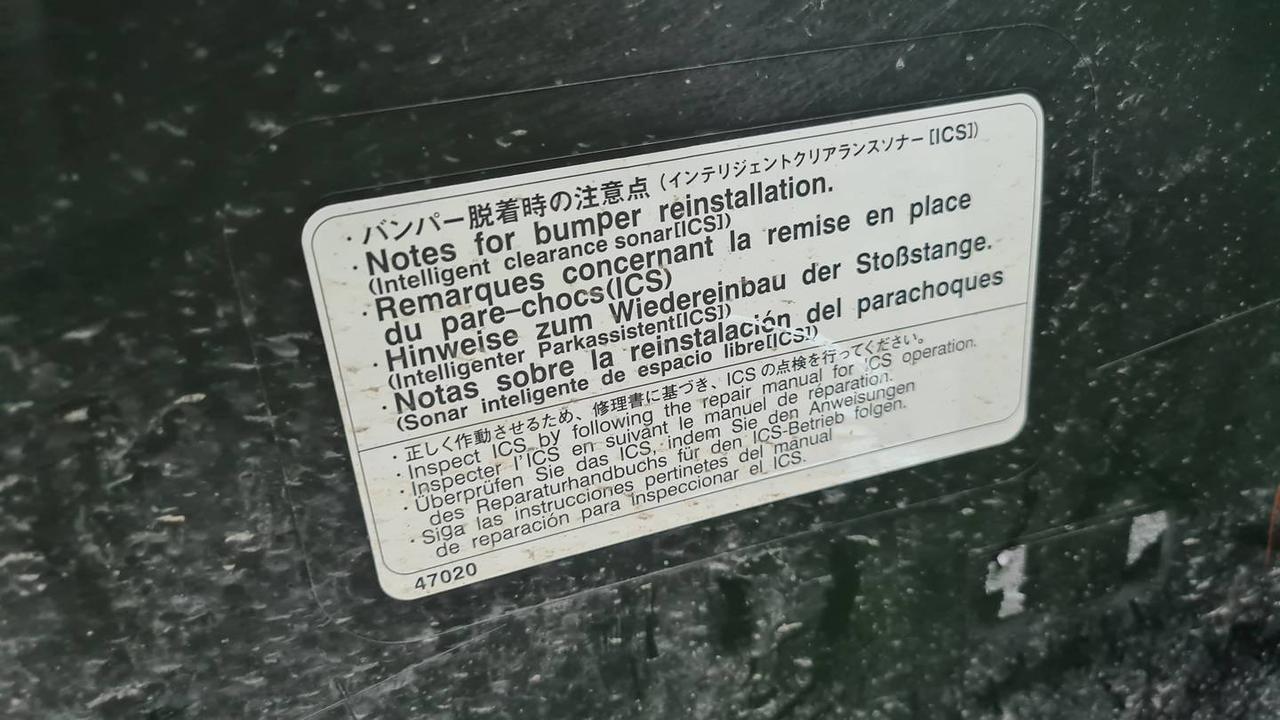 ・バンパー脱着時の注意点（インテリジェントクリアランスソナー[ICS]）
・Notes for bumper reinstallation.
(Intelligent clearance sonar[ICS])
・Remarques concernant la remise en place
du pare-chocs(ICS)
・Hinweise zum Wiedereinbau der Stoßstange.
(Intelligenter Parkassistent[ICS])
・Notas sobre la reinstalación del parachoques
(Sonar inteligente de espacio libre[ICS])
・正しく作動させるため、修理書に基づき、ICSの点検を行ってください。
・Inspect ICS by following the repair manual for ICS operation.
・Inspecter l'ICS en suivant le manuel de réparation.
・Überprüfen Sie das ICS, indem Sie den Anweisungen
des Reparaturhandbuchs für den ICS-Betrieb folgen.
・Siga las instrucciones pertinetes del manual
de reparación para inspeccionar el ICS.
47020